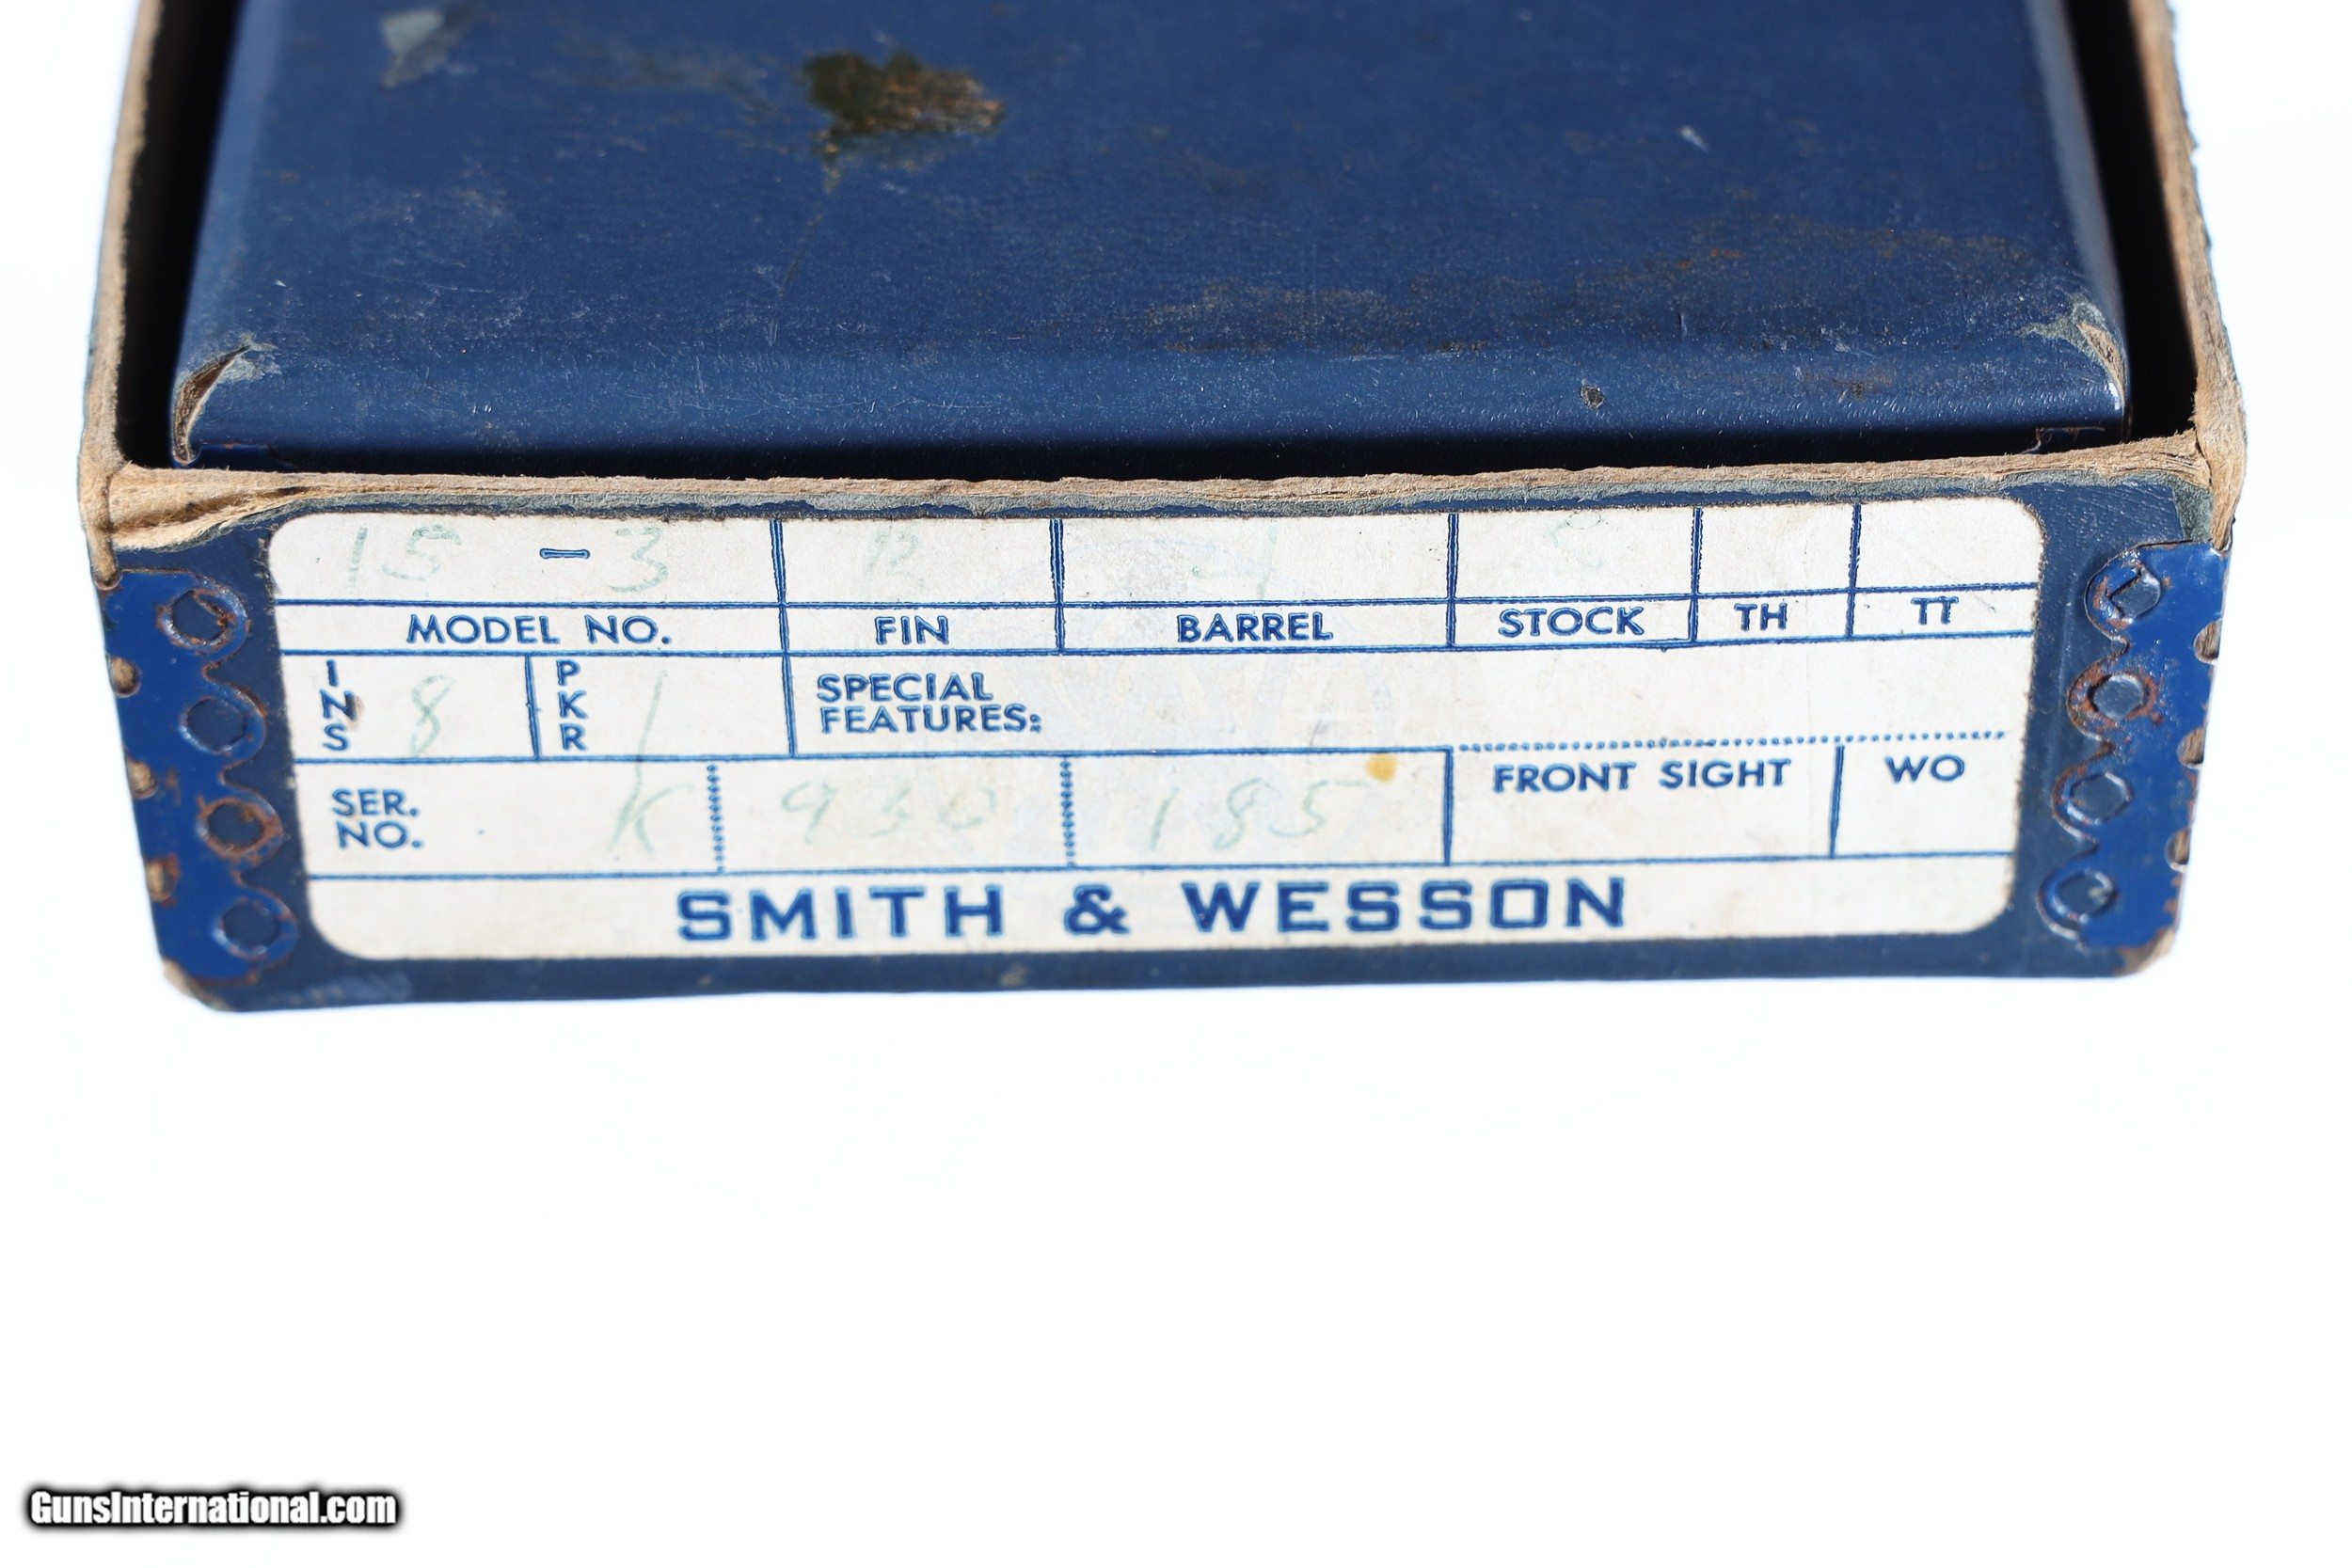 15 - 3
MODEL NO. FIN BARREL STOCK TH TT
INS 8 PKR SPECIAL
FEATURES:
SER.
NO. K 930 185 FRONT SIGHT WO
SMITH & WESSON
GunsInternational.com